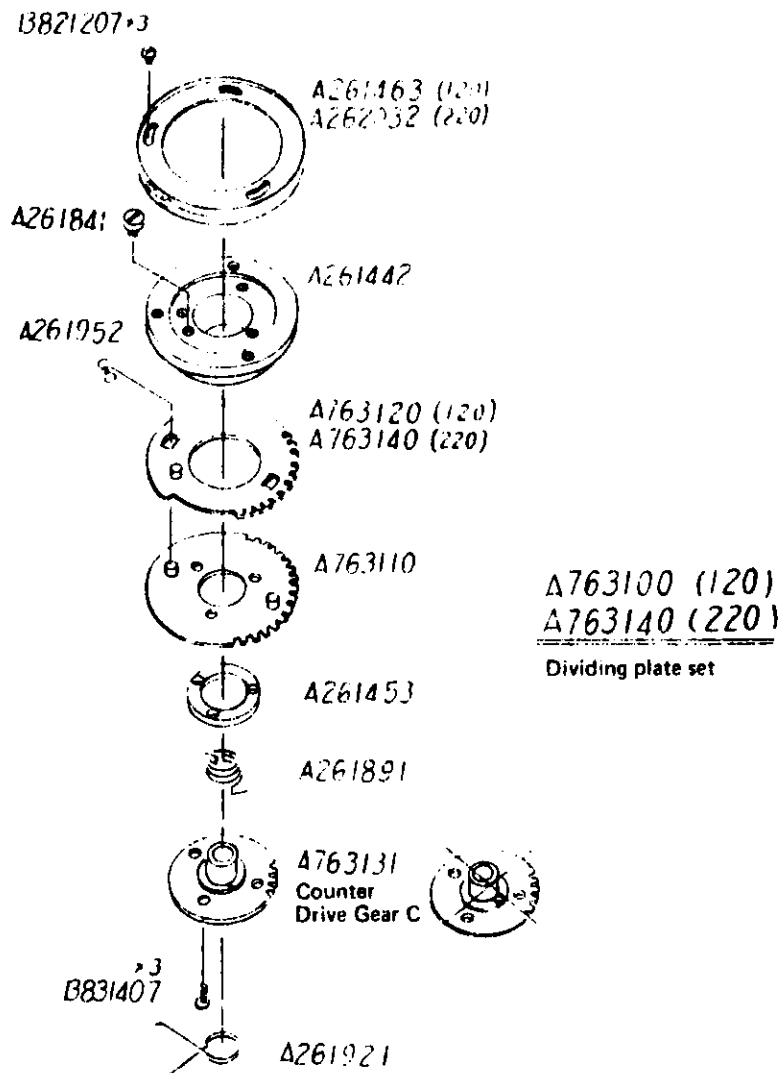 B821207×3
A261463 (120)
A262032 (220)
A261841
A261442
A261952
A763120 (120)
A763140 (220)
A763110
A763100 (120)
A763140 (220)
Dividing plate set
A261453
A261891
A763131
Counter
Drive Gear C
×3
B831407
A261921